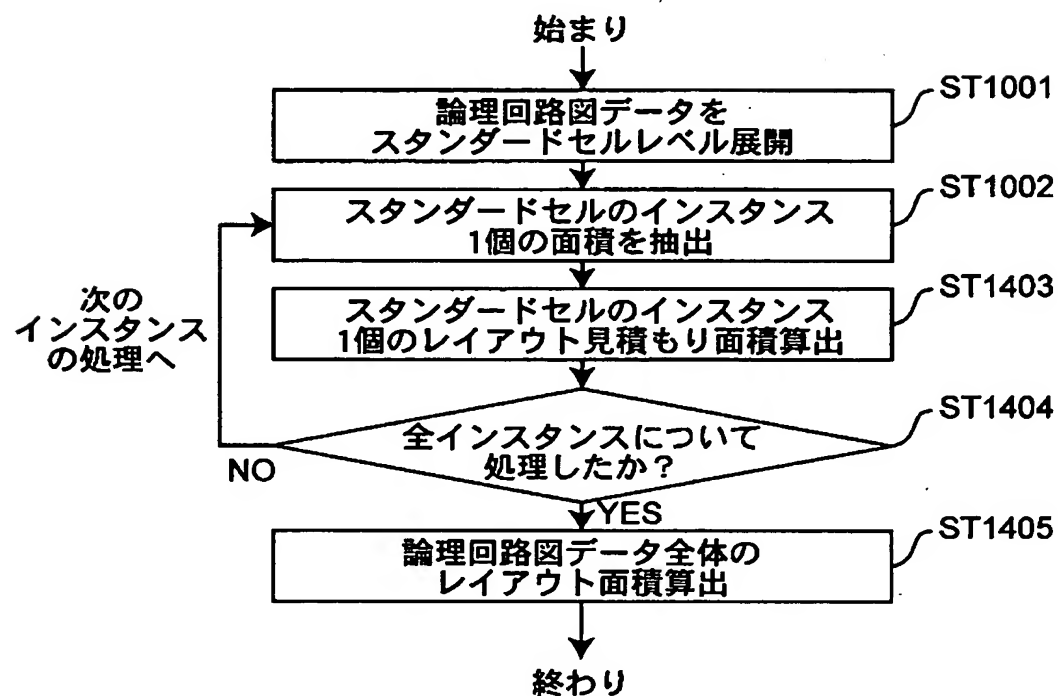 始まり
論理回路図データを
スタンダードセルレベル展開
ST1001
スタンダードセルのインスタンス
1個の面積を抽出
ST1002
スタンダードセルのインスタンス
1個のレイアウト見積もり面積算出
ST1403
次の
インスタンス
の処理へ
全インスタンスについて
処理したか?
ST1404
NO
YES
論理回路図データ全体の
レイアウト面積算出
ST1405
終わり